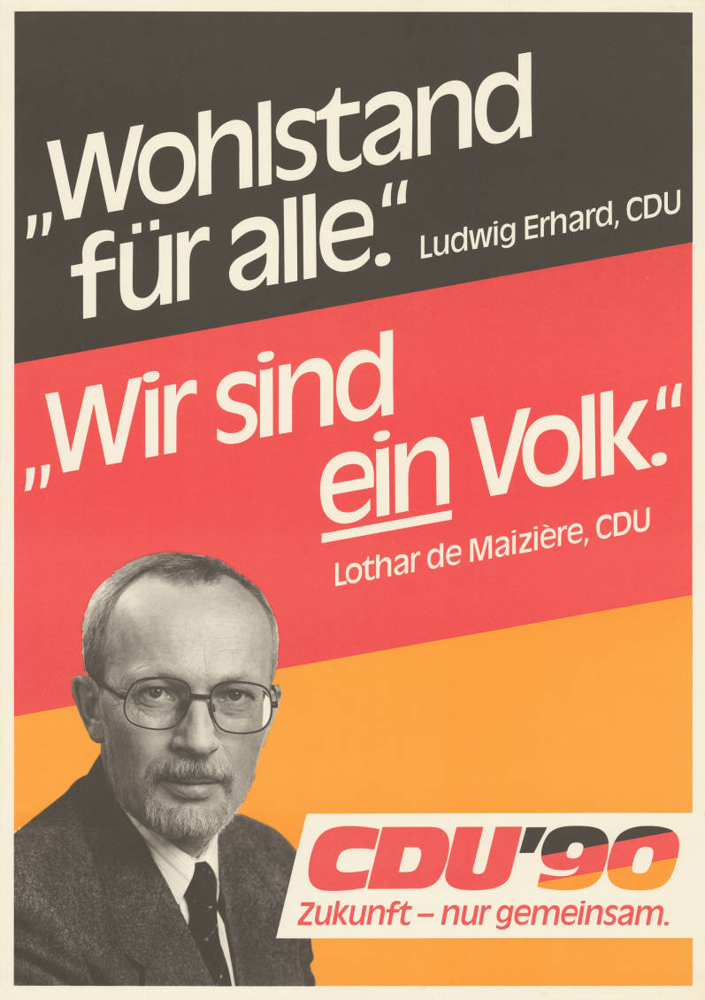 „Wohlstand
für alle.“ Ludwig Erhard, CDU
„Wir sind
ein Volk.“
Lothar de Maizière, CDU
CDU '90
Zukunft – nur gemeinsam.